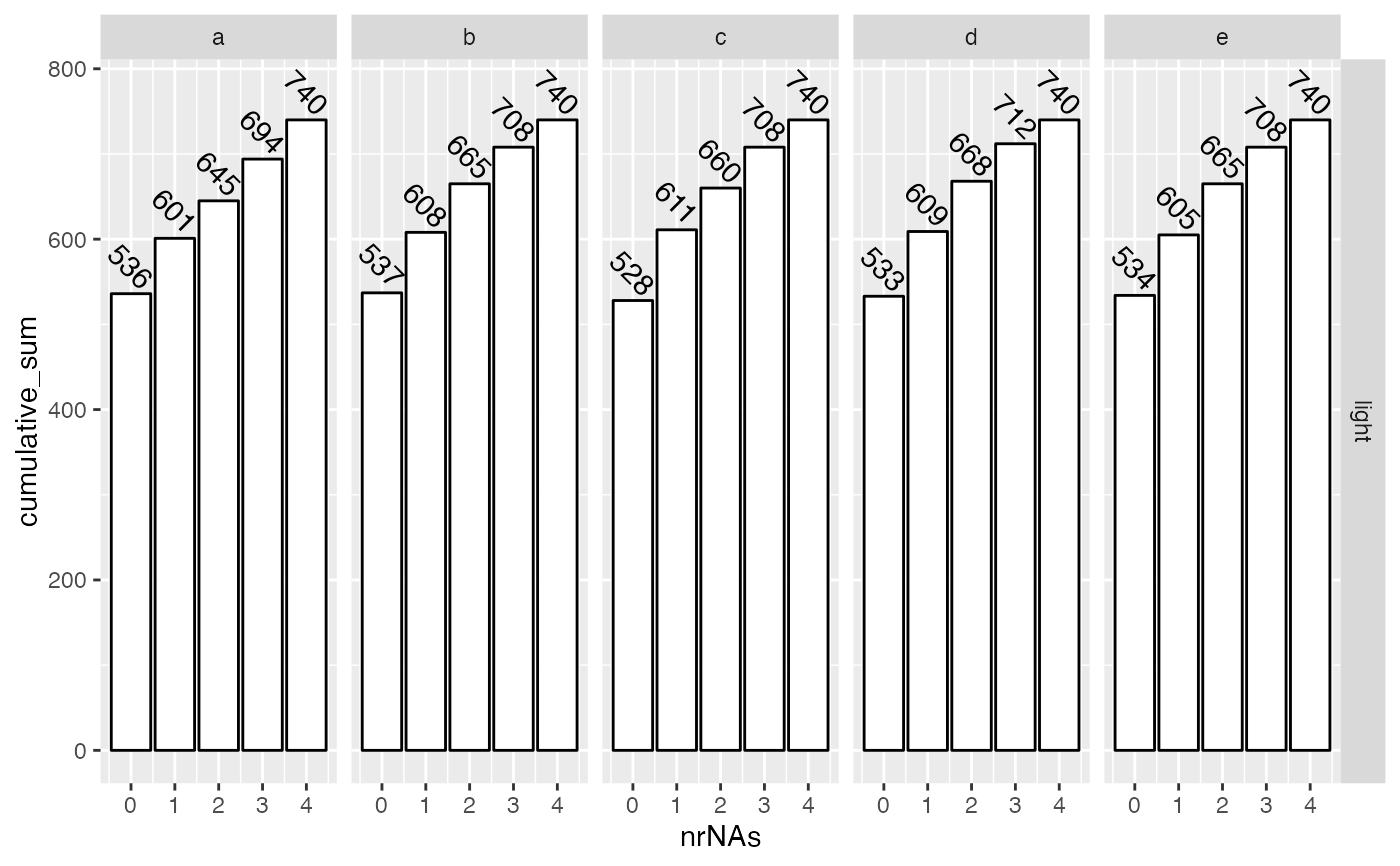 a b c d e
light
cumulative_sum
800
600
400
200
0
536 601 645 694 740
537 608 665 708 740
528 611 660 708 740
533 609 668 712 740
534 605 665 708 740
0 1 2 3 4 0 1 2 3 4 0 1 2 3 4 0 1 2 3 4 0 1 2 3 4
nrNAs